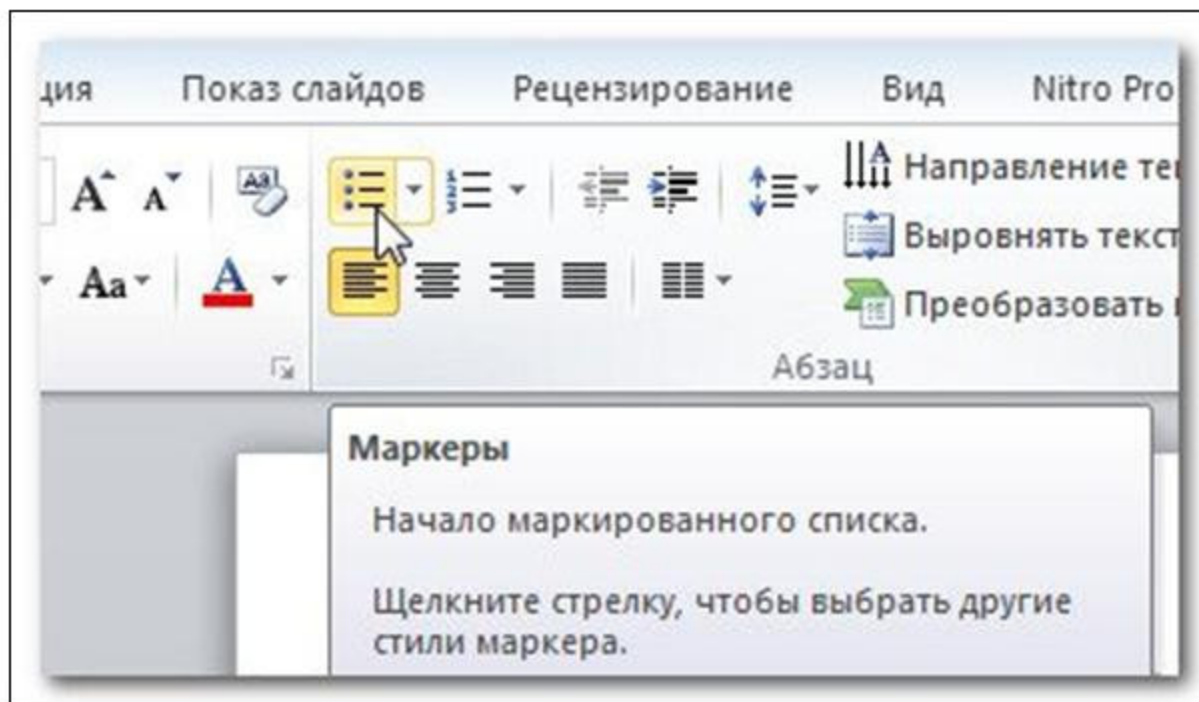 ция Показ слайдов Рецензирование Вид Nitro Pro
Направление те
Выровнять текст
Aa
A
Преобразовать
Абзац
Маркеры
Начало маркированного списка.
Щелкните стрелку, чтобы выбрать другие
стили маркера.